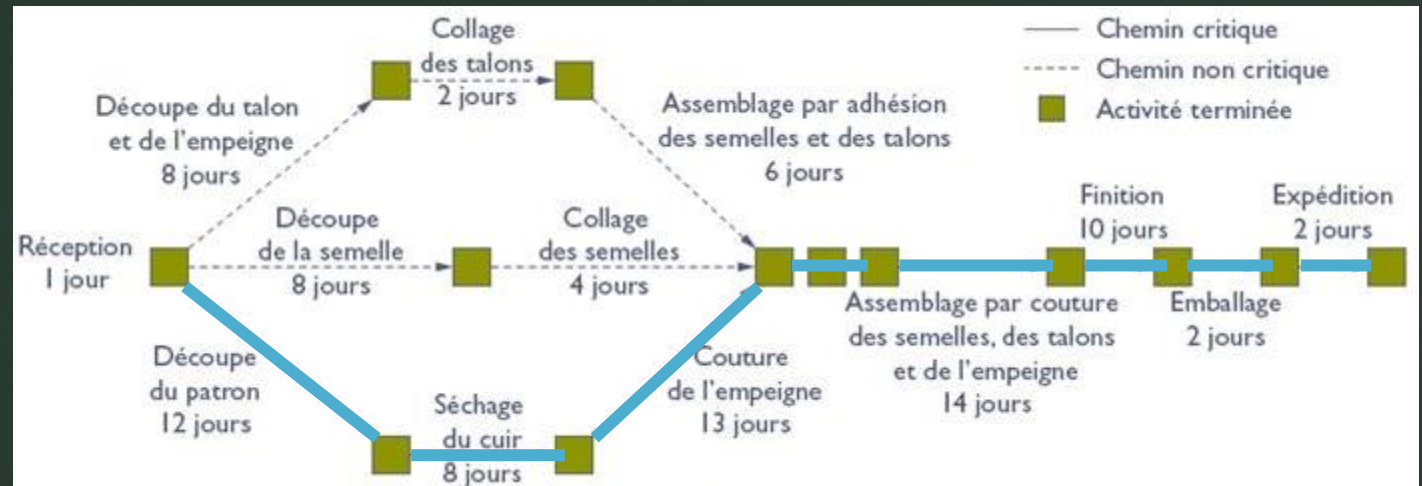 Collage
des talons
2 jours
Chemin critique
Chemin non critique
Activité terminée
Découpe du talon
et de l'empeigne
8 jours
Assemblage par adhésion
des semelles et des talons
6 jours
Réception
1 jour
Découpe
de la semelle
8 jours
Collage
des semelles
4 jours
Finition
10 jours
Expédition
2 jours
Découpe
du patron
12 jours
Séchage
du cuir
8 jours
Couture
de l'empeigne
13 jours
Assemblage par couture
des semelles, des talons
et de l'empeigne
14 jours
Emballage
2 jours